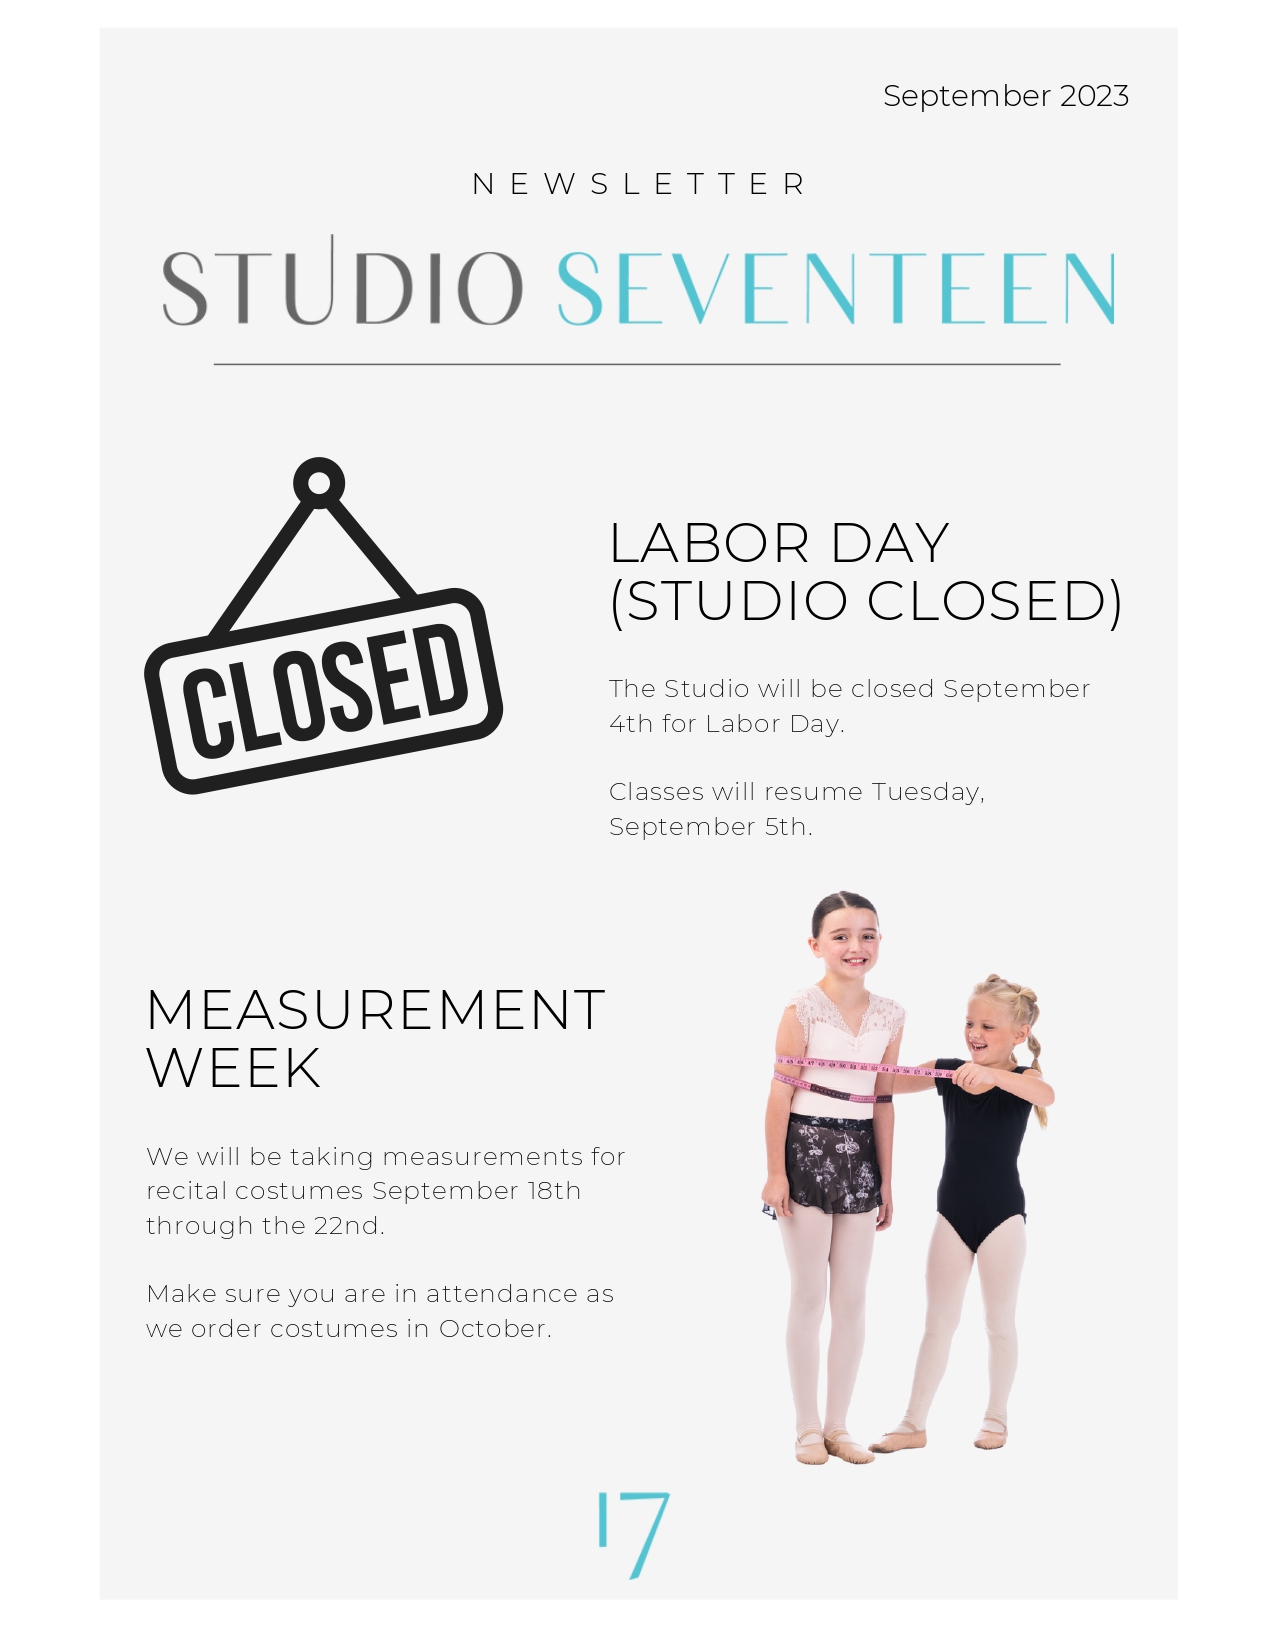 September 2023
NEWSLETTER
STUDIO SEVENTEEN
CLOSED
LABOR DAY
(STUDIO CLOSED)
The Studio will be closed September
4th for Labor Day.
Classes will resume Tuesday,
September 5th.
MEASUREMENT
WEEK
We will be taking measurements for
recital costumes September 18th
through the 22nd.
Make sure you are in attendance as
we order costumes in October.
17